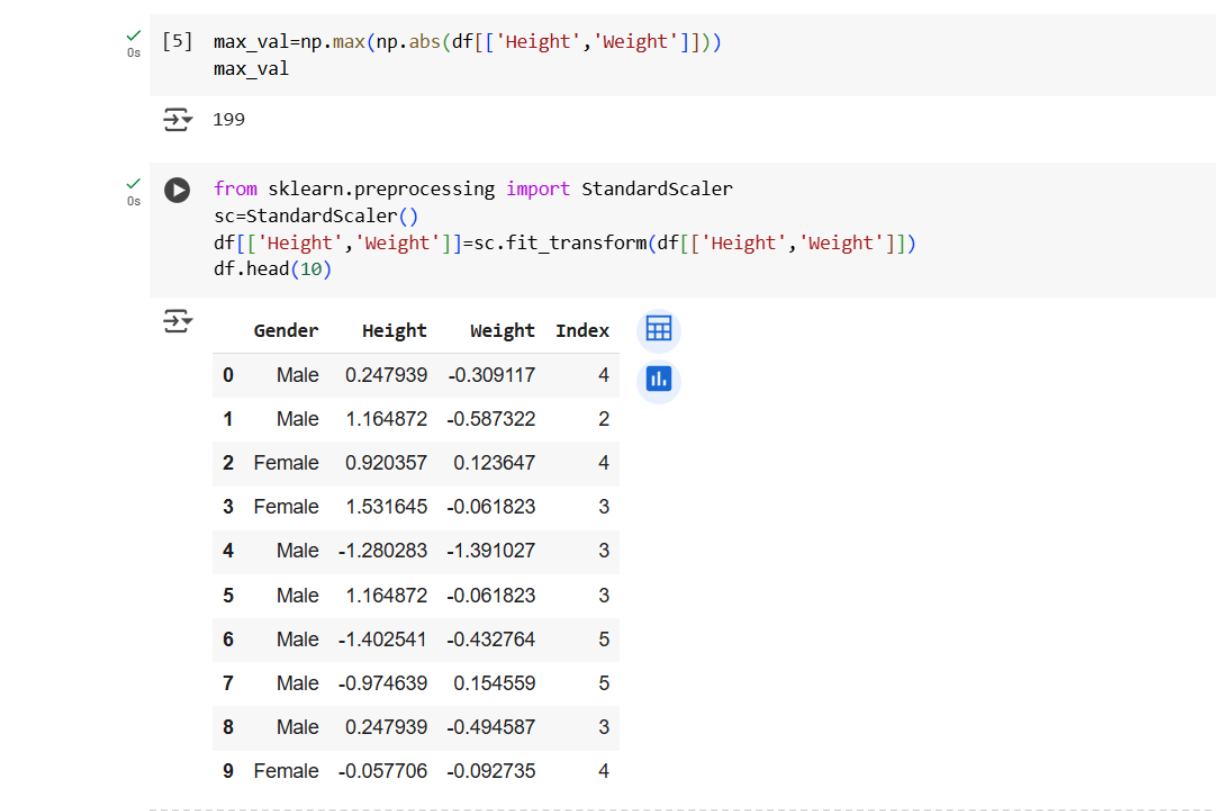 0s
[5] max_val=np.max(np.abs(df[['Height','Weight']]))
max_val
199
0s
from sklearn.preprocessing import StandardScaler
sc=StandardScaler()
df[['Height','Weight']]=sc.fit_transform(df[['Height','Weight']])
df.head(10)
Gender Height Weight Index
0 Male 0.247939 -0.309117 4
1 Male 1.164872 -0.587322 2
2 Female 0.920357 0.123647 4
3 Female 1.531645 -0.061823 3
4 Male -1.280283 -1.391027 3
5 Male 1.164872 -0.061823 3
6 Male -1.402541 -0.432764 5
7 Male -0.974639 0.154559 5
8 Male 0.247939 -0.494587 3
9 Female -0.057706 -0.092735 4